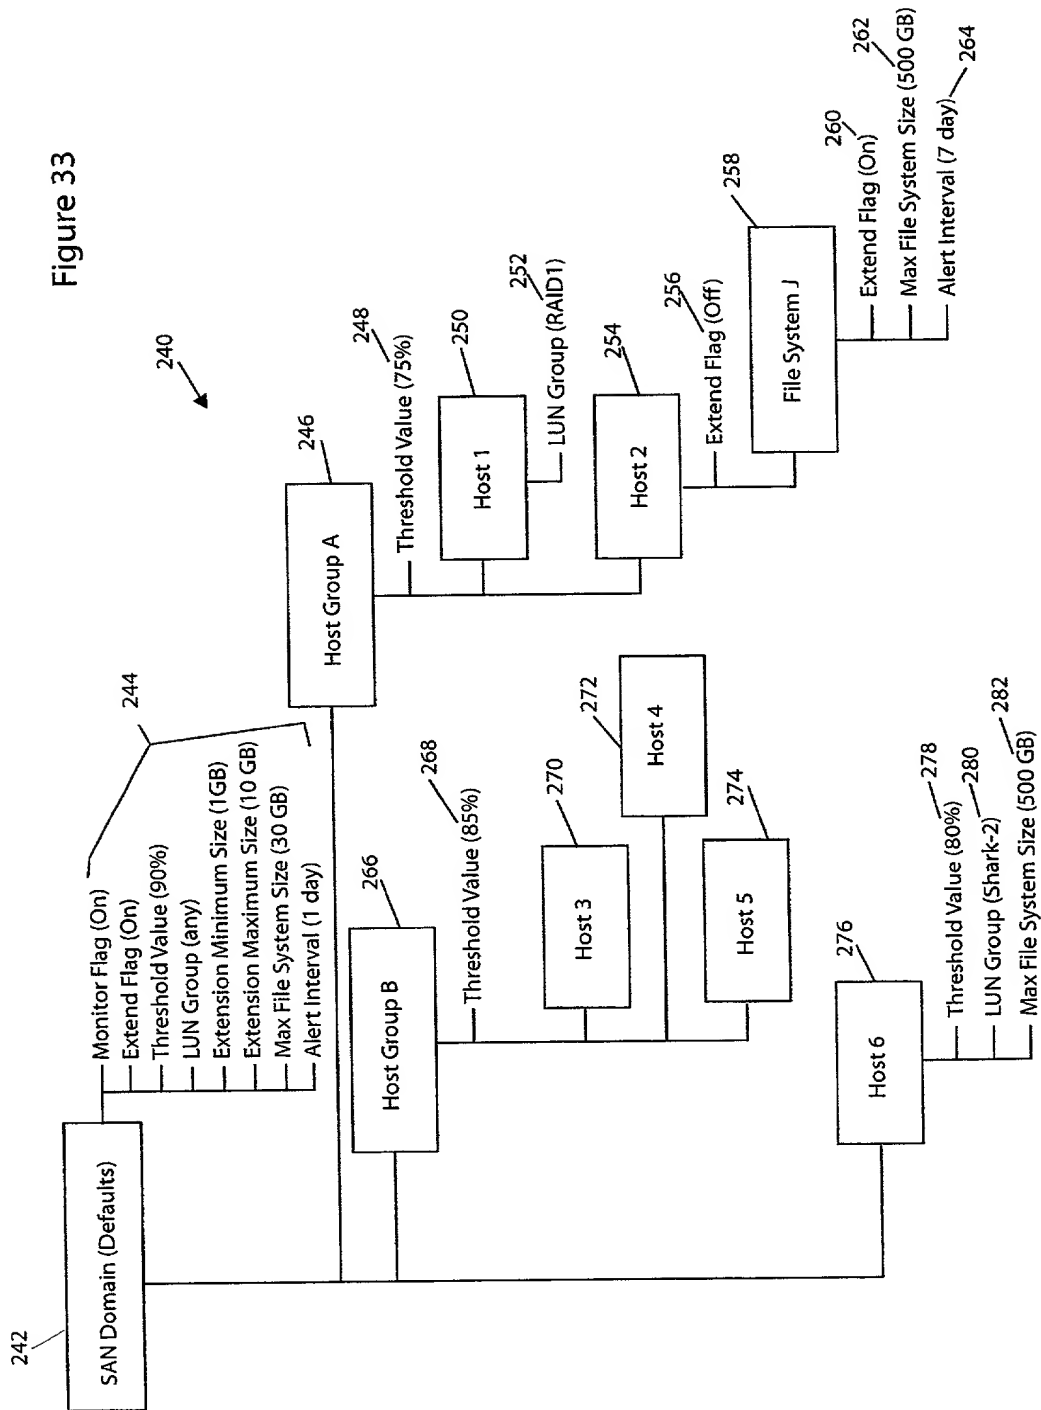 Figure 33
240
242
SAN Domain (Defaults)
244
Monitor Flag (On)
Extend Flag (On)
Threshold Value (90%)
LUN Group (any)
Extension Minimum Size (1GB)
Extension Maximum Size (10 GB)
Max File System Size (30 GB)
Alert Interval (1 day)
246
Host Group A
248
Threshold Value (75%)
250
Host 1
252
LUN Group (RAID1)
254
Host 2
256
Extend Flag (Off)
258
File System J
260
Extend Flag (On)
262
Max File System Size (500 GB)
264
Alert Interval (7 day)
266
Host Group B
268
Threshold Value (85%)
270
Host 3
272
Host 4
274
Host 5
276
Host 6
278
Threshold Value (80%)
280
LUN Group (Shark-2)
282
Max File System Size (500 GB)